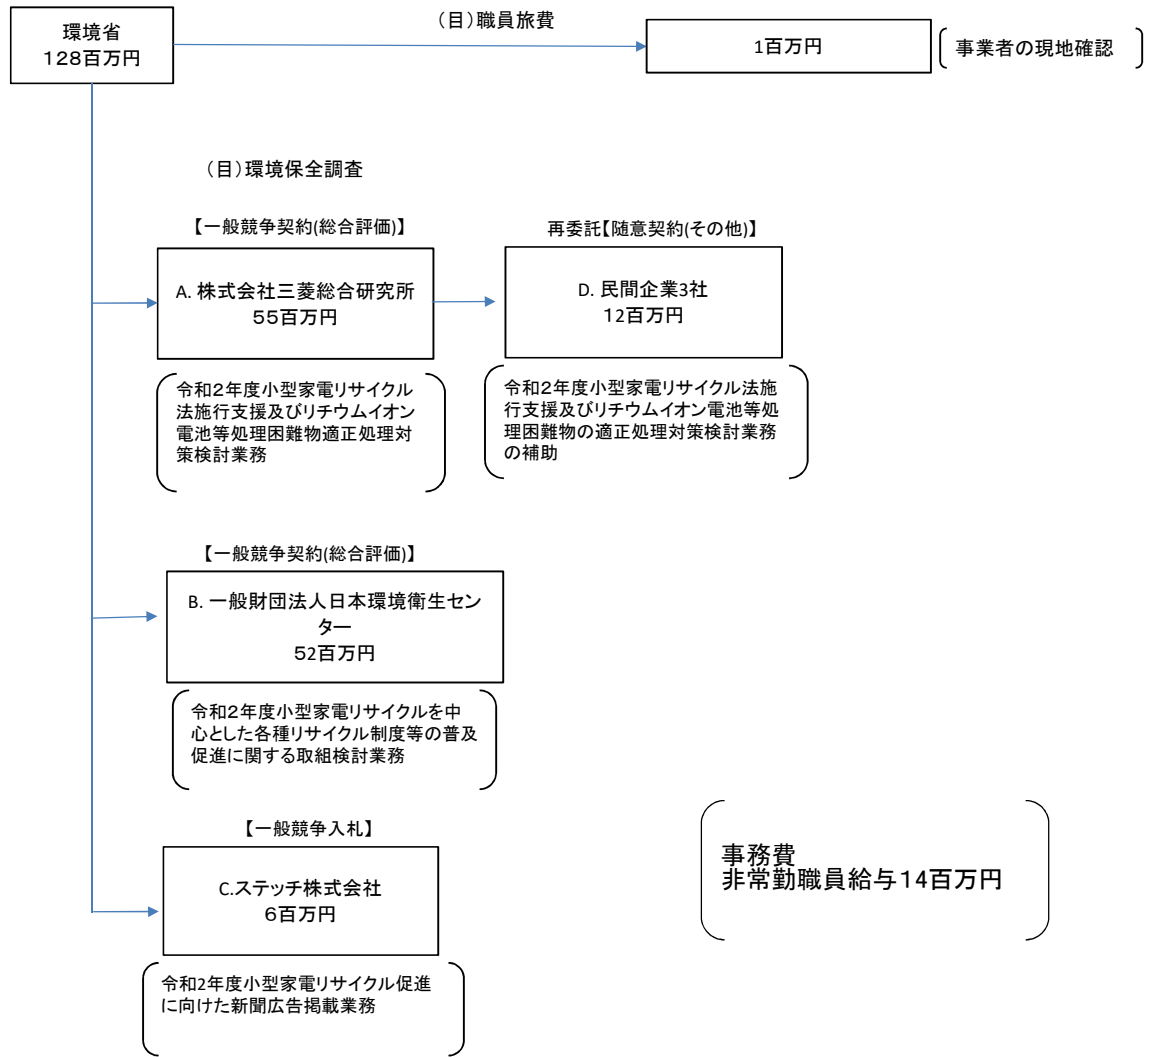 環境省
128百万円
（目）職員旅費
1百万円
事業者の現地確認
（目）環境保全調査
【一般競争契約(総合評価)】
A. 株式会社三菱総合研究所
５５百万円
令和２年度小型家電リサイクル
法施行支援及びリチウムイオン
電池等処理困難物適正処理対
策検討業務
再委託【随意契約(その他)】
D. 民間企業3社
12百万円
令和２年度小型家電リサイクル法施
行支援及びリチウムイオン電池等処
理困難物の適正処理対策検討業務
の補助
【一般競争契約(総合評価)】
B. 一般財団法人日本環境衛生セン
ター
５2百万円
令和２年度小型家電リサイクルを中
心とした各種リサイクル制度等の普及
促進に関する取組検討業務
【一般競争入札】
C.ステッチ株式会社
６百万円
令和2年度小型家電リサイクル促進
に向けた新聞広告掲載業務
事務費
非常勤職員給与１４百万円